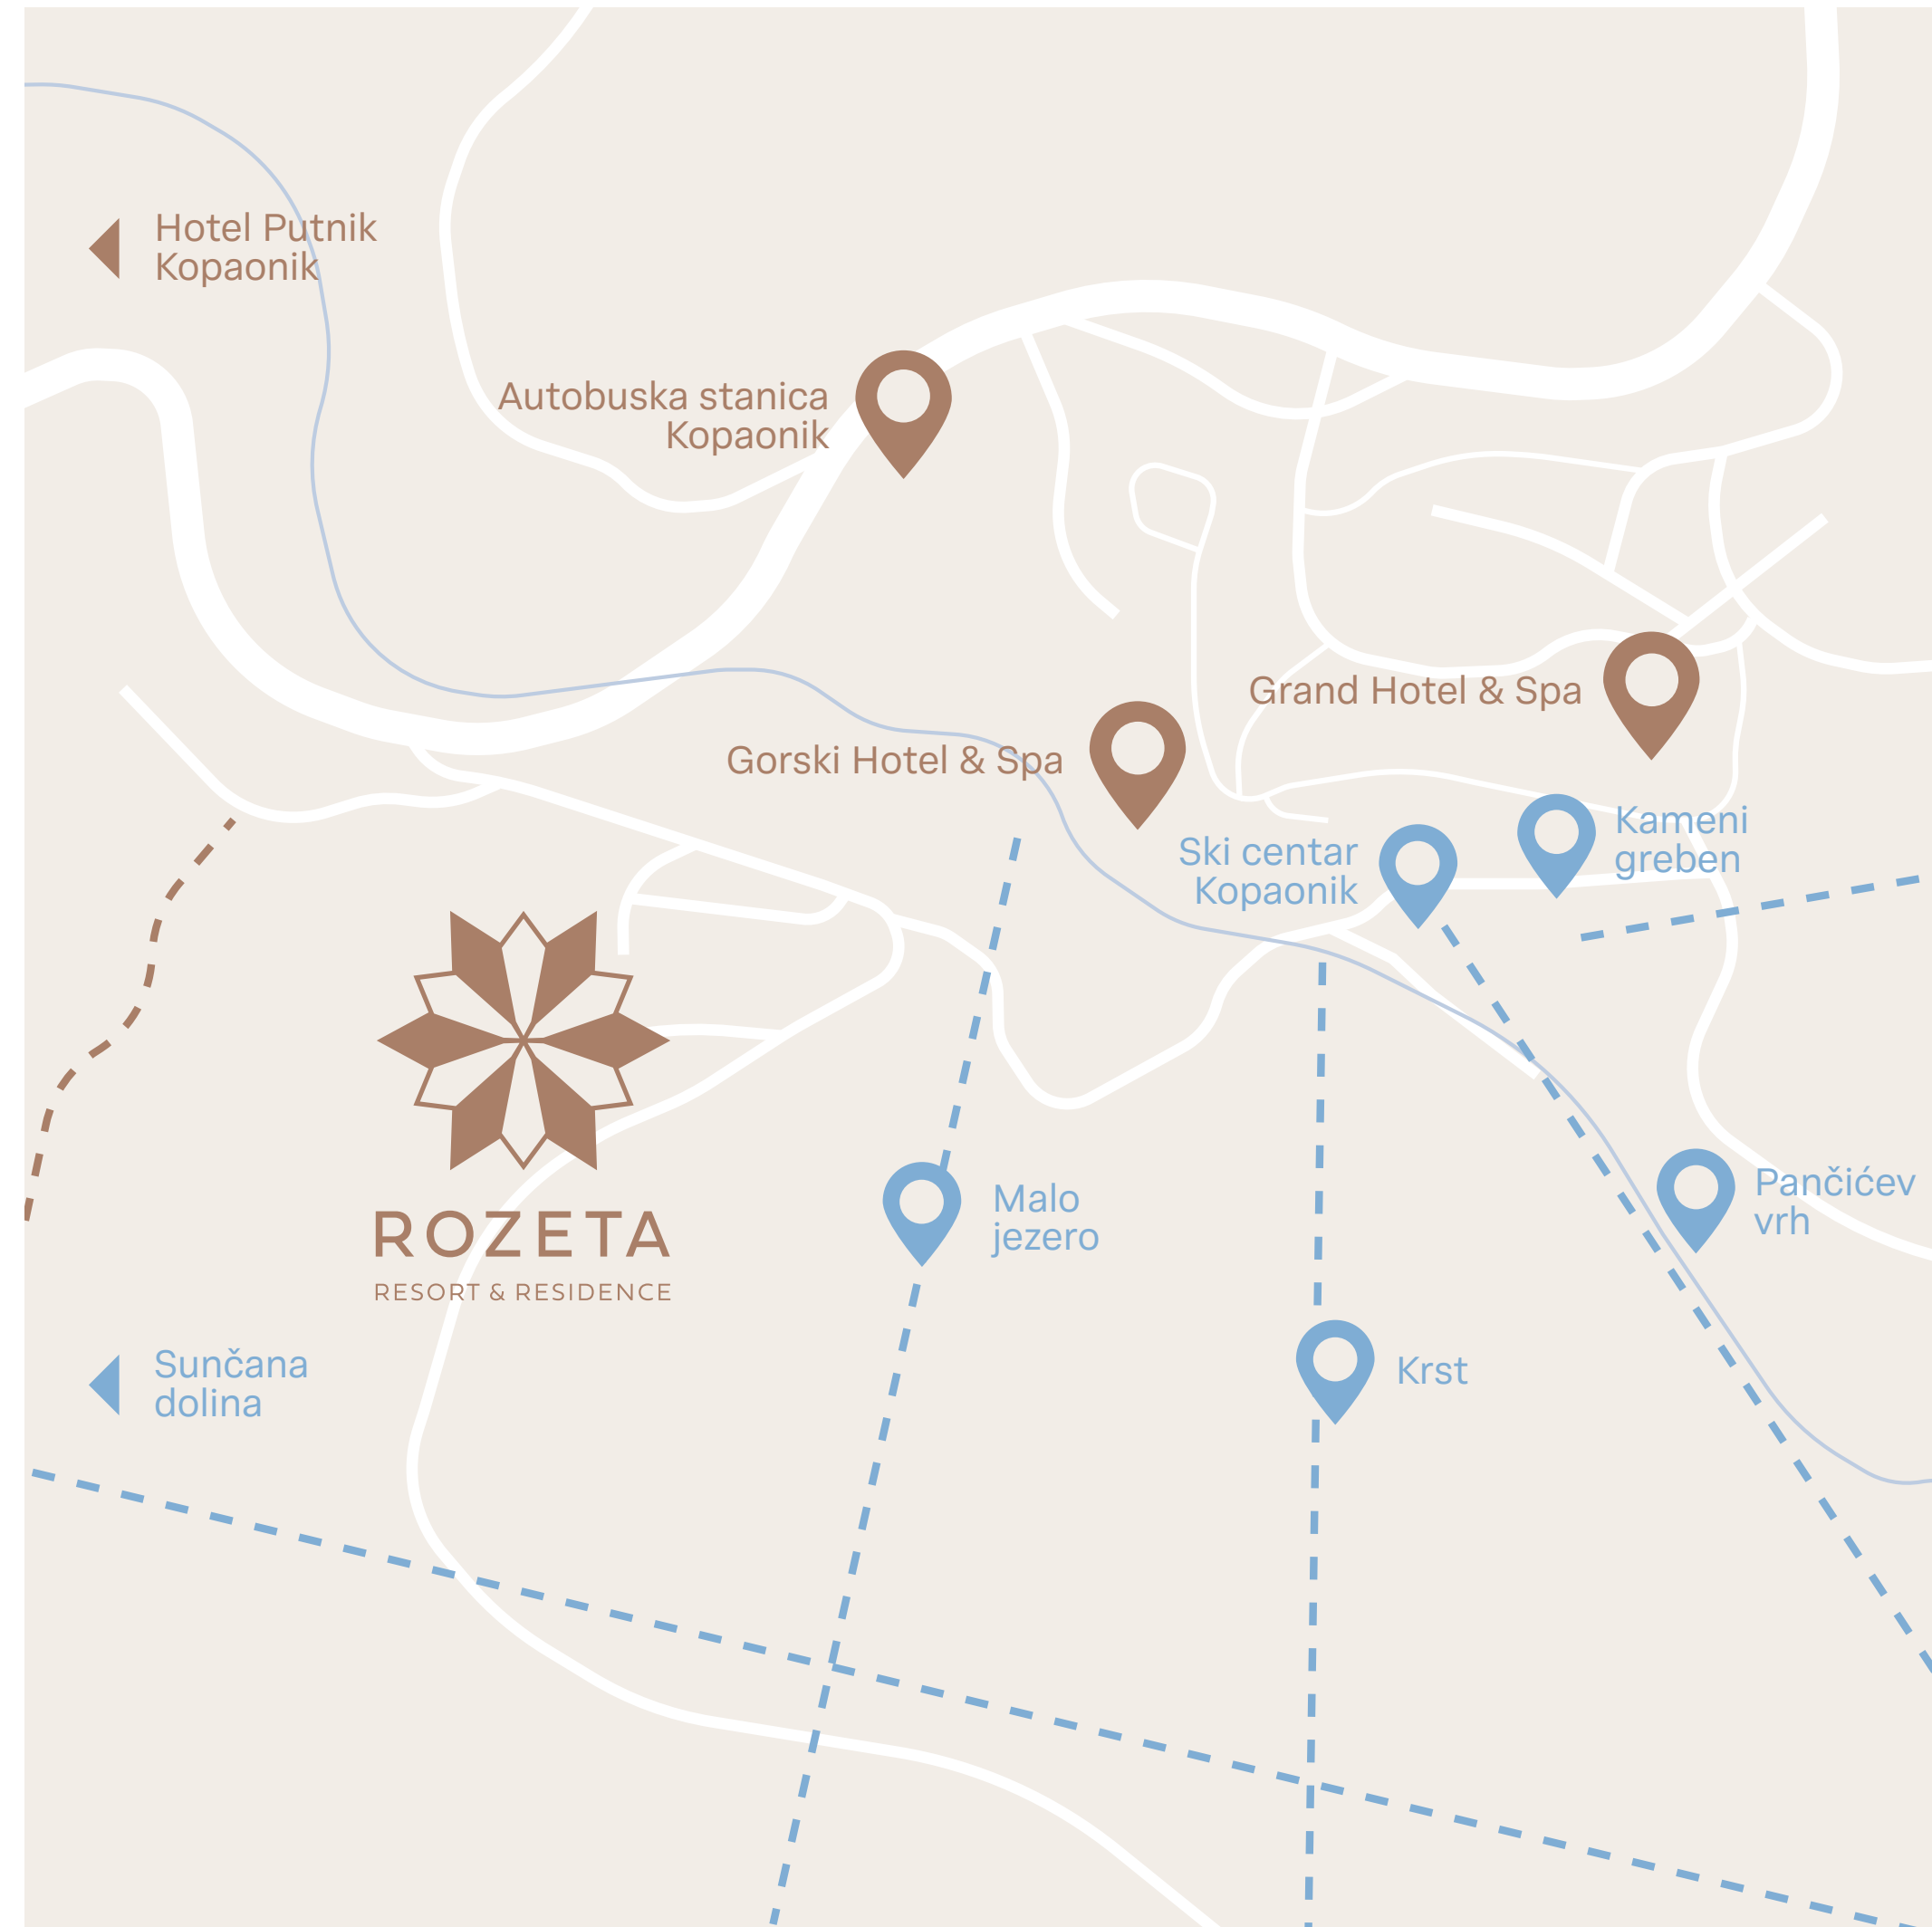 Hotel Putnik
Kopaonik
Autobuska stanica
Kopaonik
Grand Hotel & Spa
Gorski Hotel & Spa
Kameni
greben
Ski centar
Kopaonik
Pančićev
vrh
Malo
jezero
ROZETA
RESORT & RESIDENCE
Sunčana
dolina
Krst